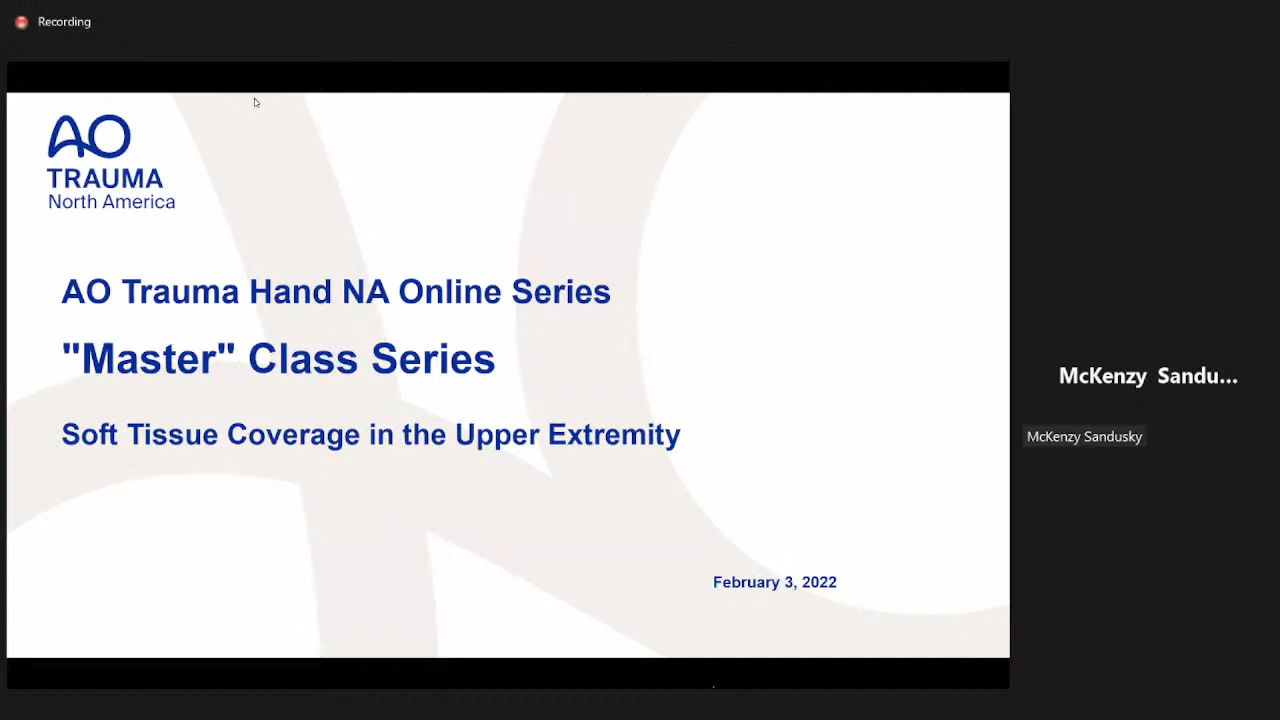 Recording
AO
TRAUMA
North America
AO Trauma Hand NA Online Series
"Master" Class Series
Soft Tissue Coverage in the Upper Extremity
February 3, 2022
McKenzy Sandu...
McKenzy Sandusky